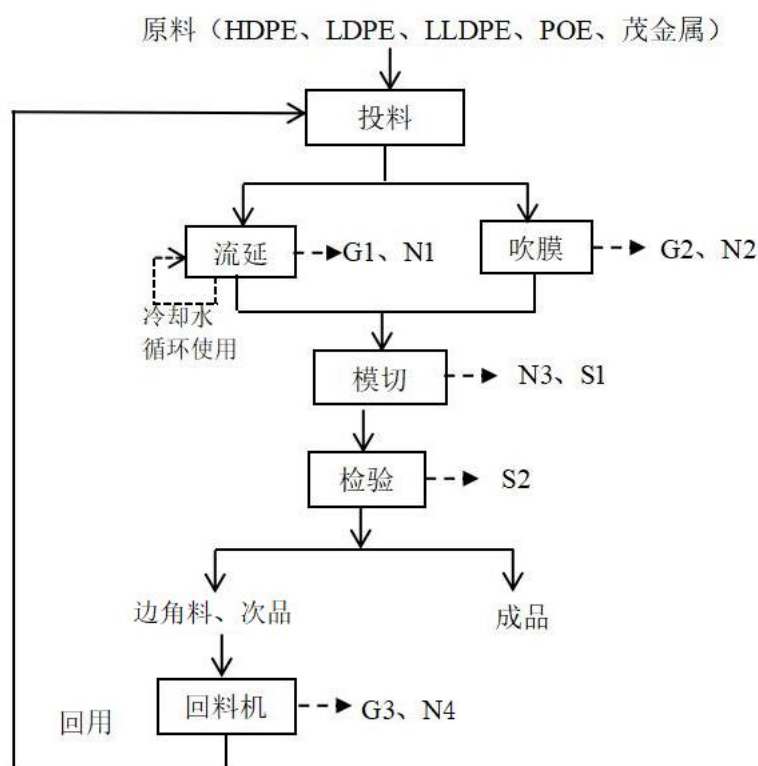 原料（HDPE、LDPE、LLDPE、POE、茂金属）
投料
流延
G1、N1
吹膜
G2、N2
冷却水
循环使用
模切
N3、S1
检验
S2
边角料、次品
成品
回料机
G3、N4
回用